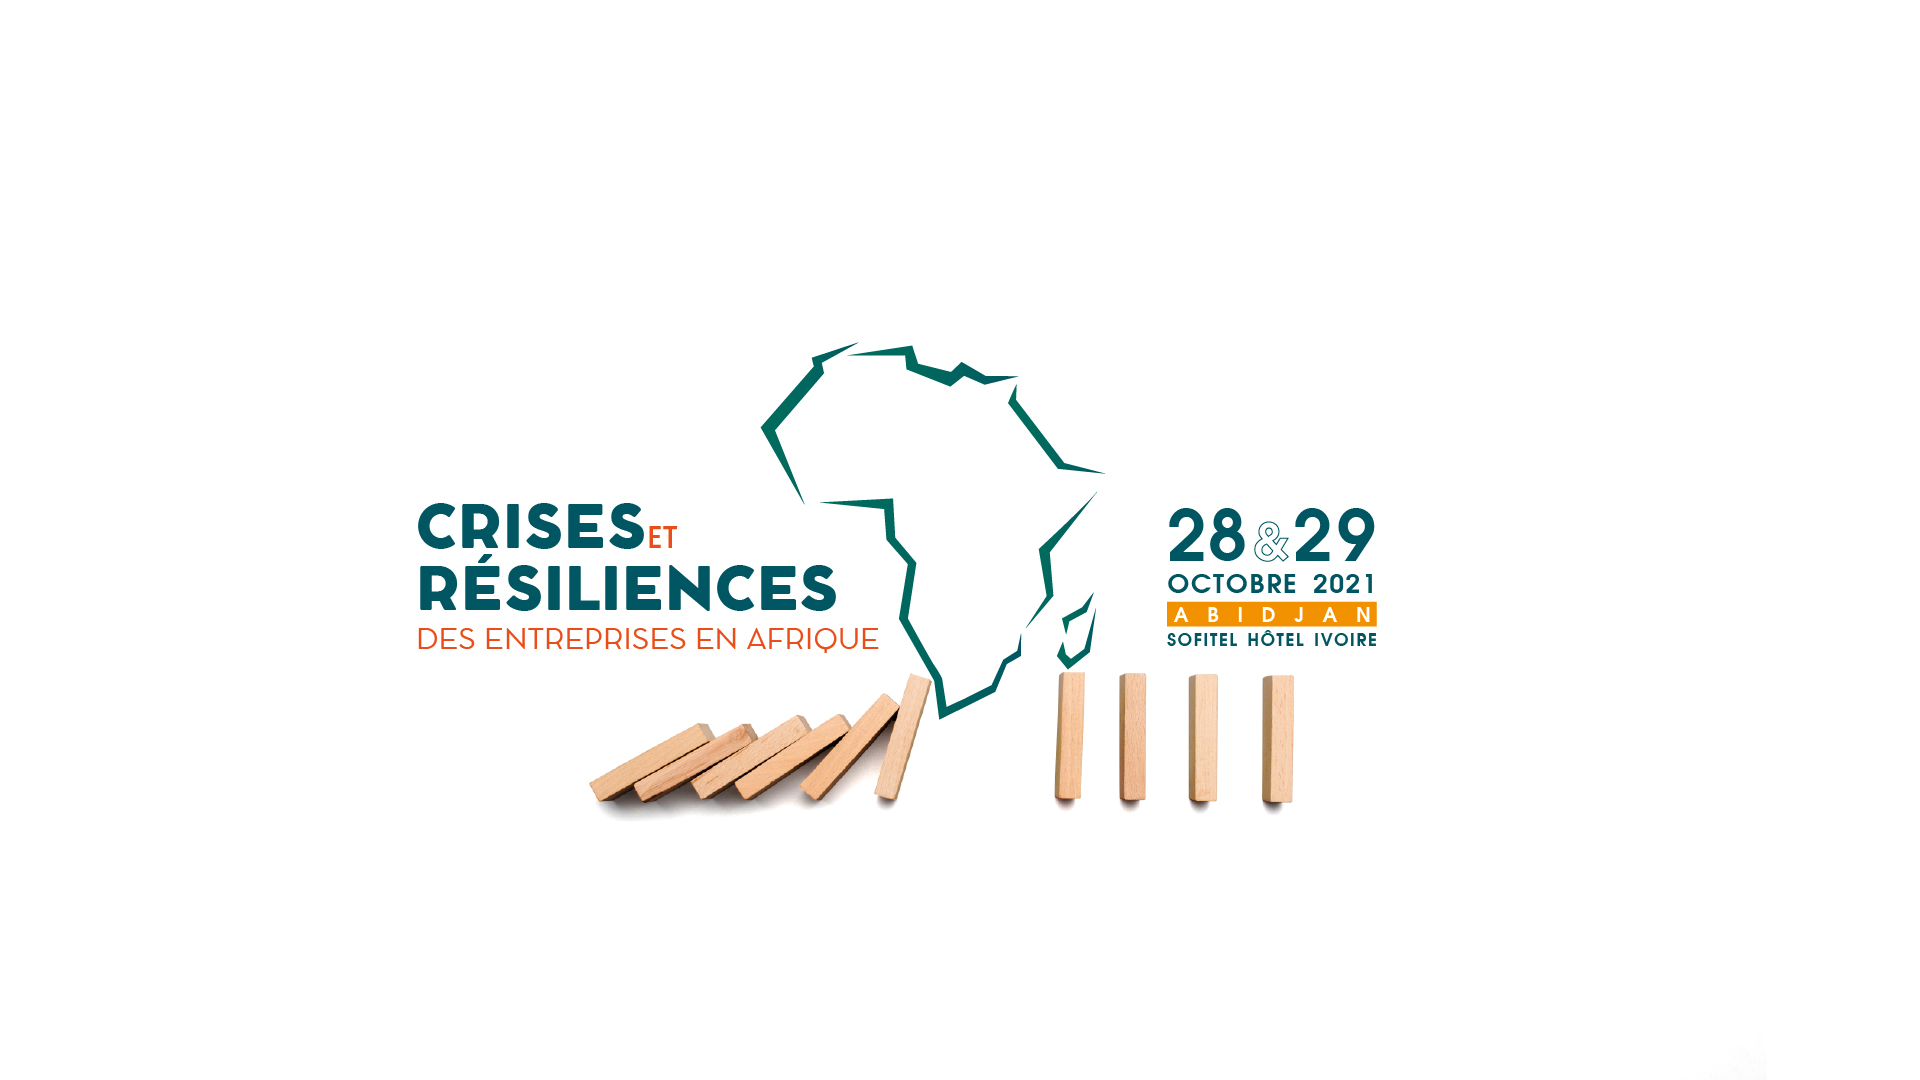 CRISES ET
RÉSILIENCES
DES ENTREPRISES EN AFRIQUE
28 & 29
OCTOBRE 2021
ABIDJAN
SOFITEL HÔTEL IVOIRE